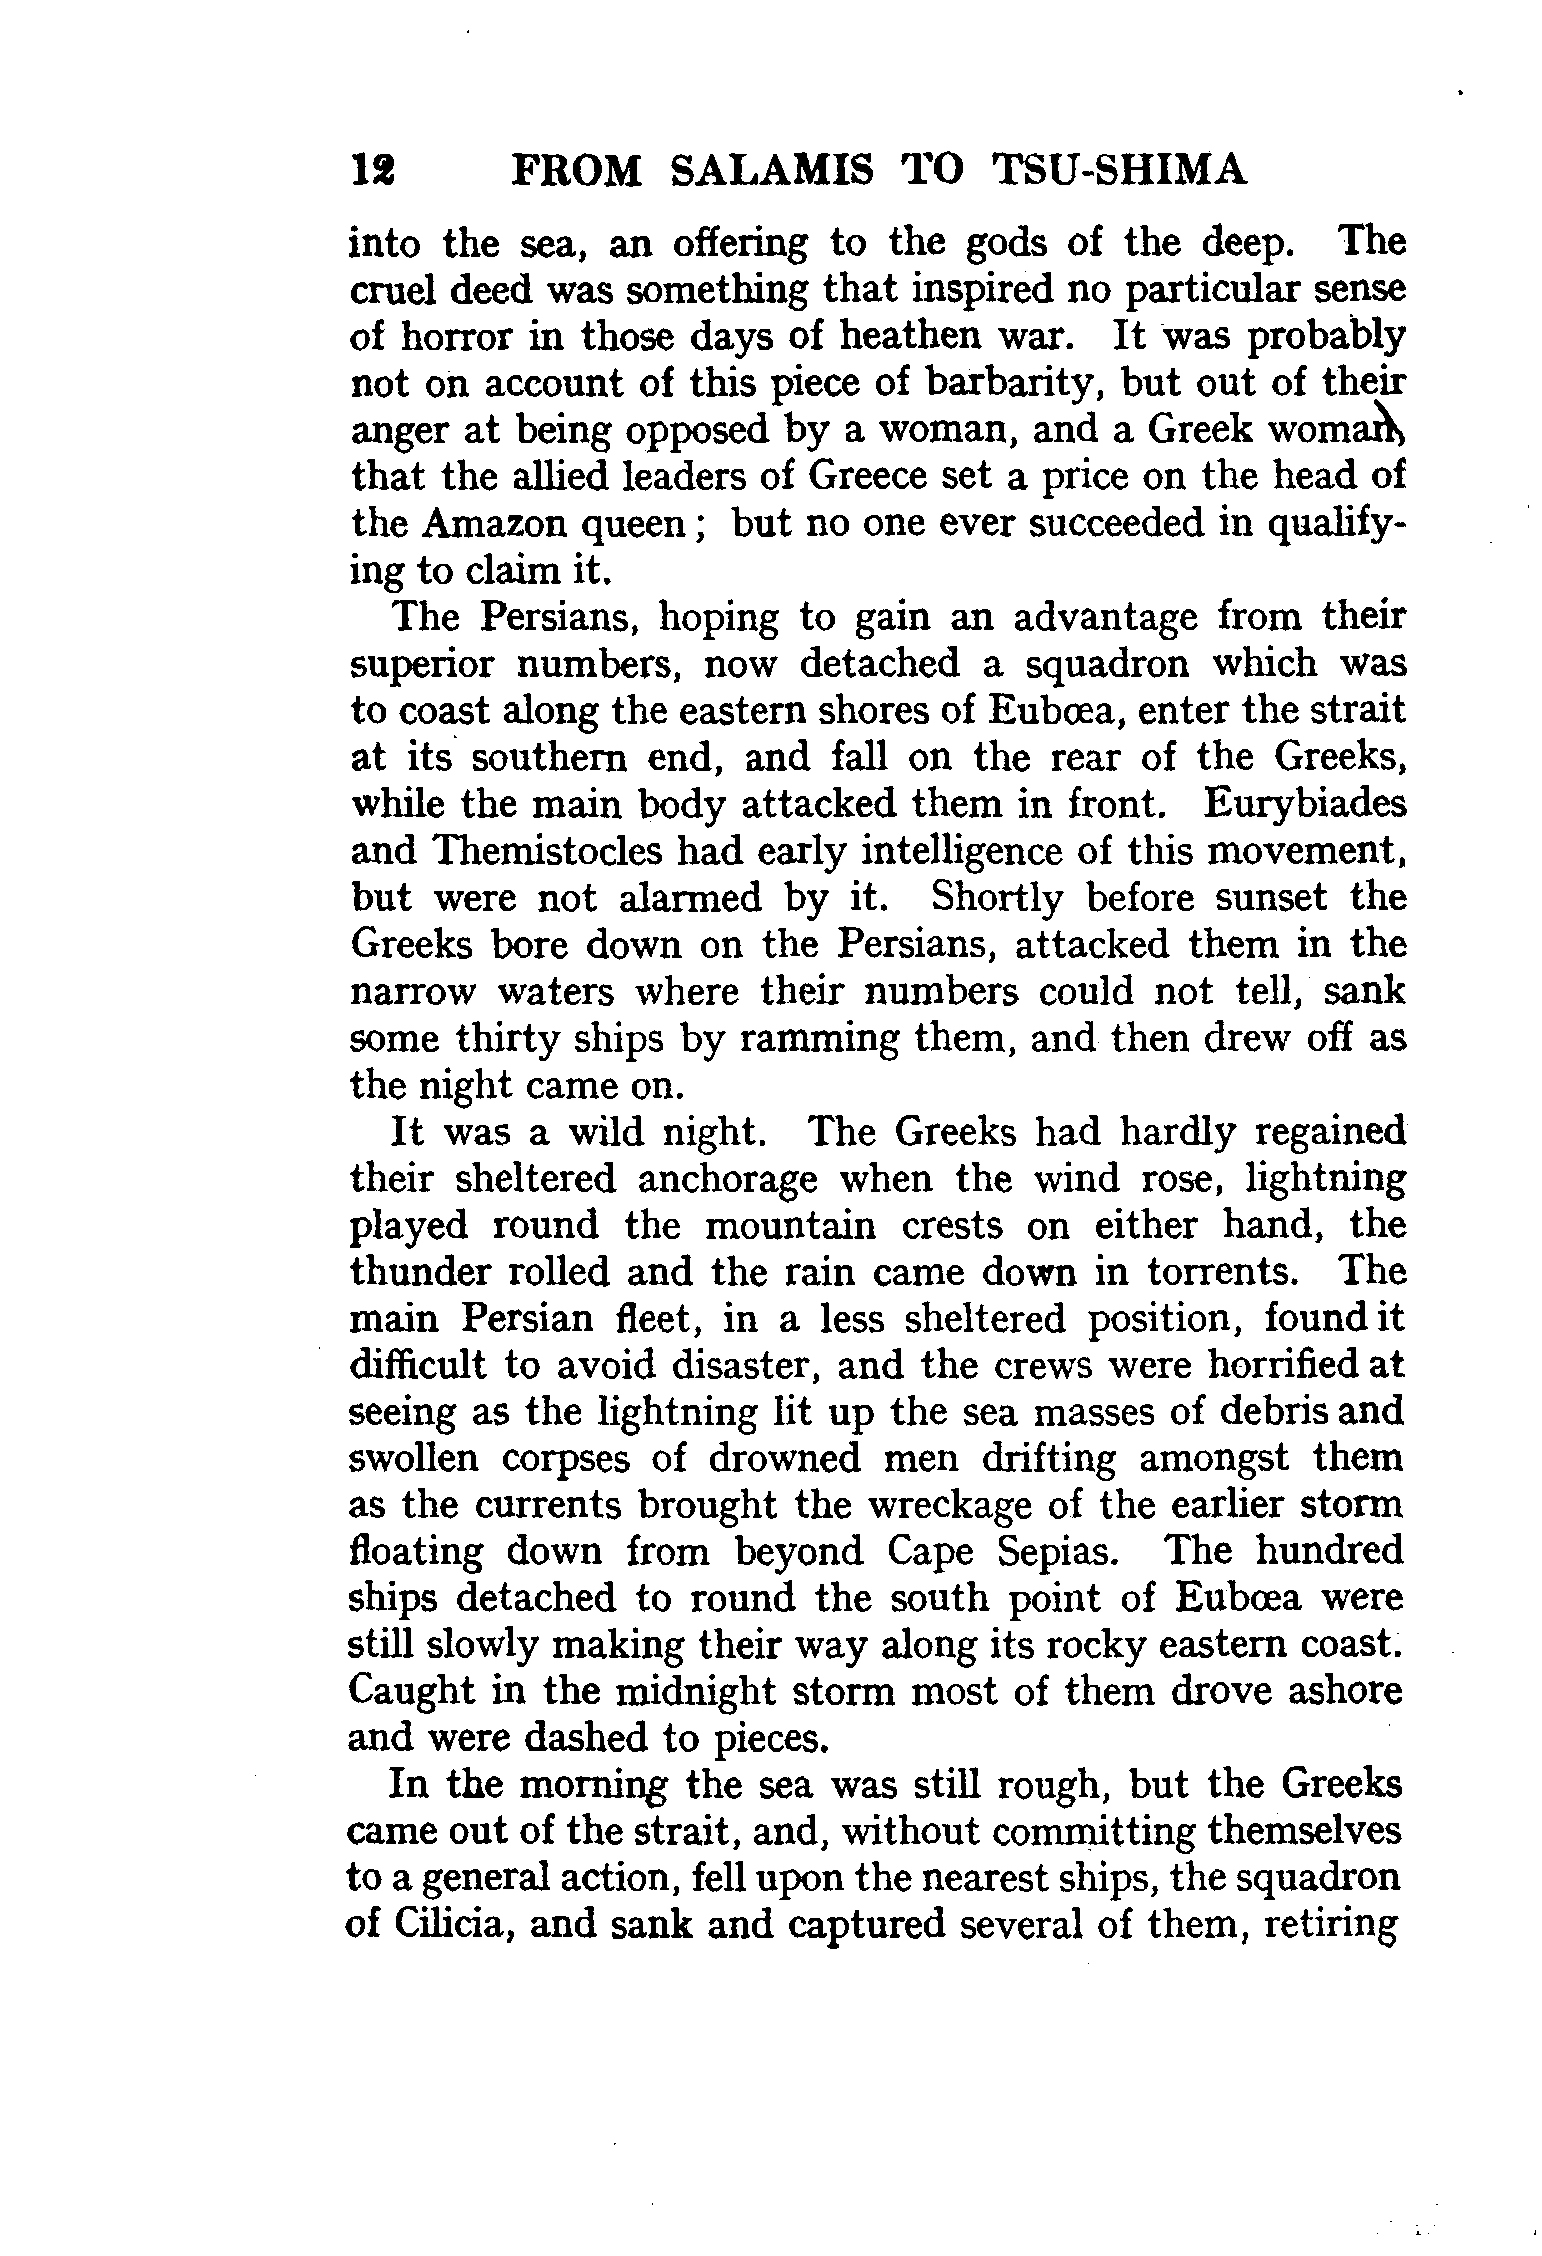 12 FROM SALAMIS TO TSU-SHIMA
into the sea, an offering to the gods of the deep. The
cruel deed was something that inspired no particular sense
of horror in those days of heathen war. It was probably
not on account of this piece of barbarity, but out of their
anger at being opposed by a woman, and a Greek woman,
that the allied leaders of Greece set a price on the head of
the Amazon queen ; but no one ever succeeded in qualify-
ing to claim it.
The Persians, hoping to gain an advantage from their
superior numbers, now detached a squadron which was
to coast along the eastern shores of Eubœa, enter the strait
at its southern end, and fall on the rear of the Greeks,
while the main body attacked them in front. Eurybiades
and Themistocles had early intelligence of this movement,
but were not alarmed by it. Shortly before sunset the
Greeks bore down on the Persians, attacked them in the
narrow waters where their numbers could not tell, sank
some thirty ships by ramming them, and then drew off as
the night came on.
It was a wild night. The Greeks had hardly regained
their sheltered anchorage when the wind rose, lightning
played round the mountain crests on either hand, the
thunder rolled and the rain came down in torrents. The
main Persian fleet, in a less sheltered position, found it
difficult to avoid disaster, and the crews were horrified at
seeing as the lightning lit up the sea masses of debris and
swollen corpses of drowned men drifting amongst them
as the currents brought the wreckage of the earlier storm
floating down from beyond Cape Sepias. The hundred
ships detached to round the south point of Eubœa were
still slowly making their way along its rocky eastern coast.
Caught in the midnight storm most of them drove ashore
and were dashed to pieces.
In the morning the sea was still rough, but the Greeks
came out of the strait, and, without committing themselves
to a general action, fell upon the nearest ships, the squadron
of Cilicia, and sank and captured several of them, retiring